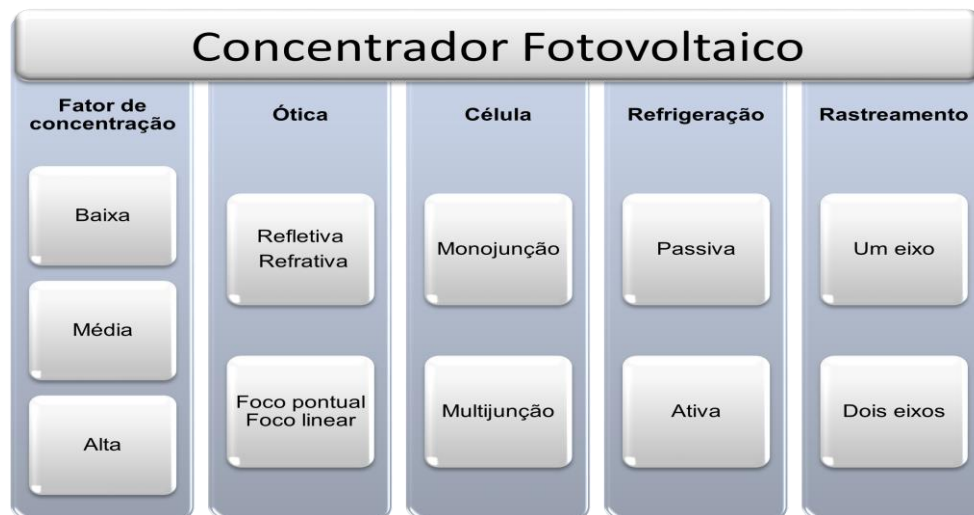 Concentrador Fotovoltaico
Fator de
concentração
Baixa
Média
Alta
Ótica
Refletiva
Refrativa
Foco pontual
Foco linear
Célula
Monojunção
Multijunção
Refrigeração
Passiva
Ativa
Rastreamento
Um eixo
Dois eixos